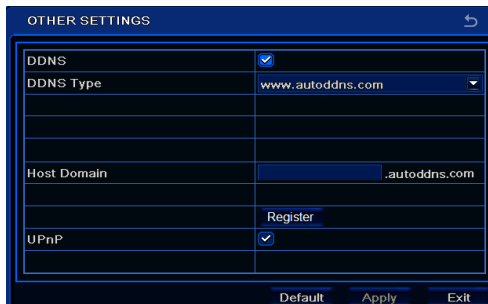 OTHER SETTINGS
DDNS
DDNS Type www.autoddns.com
Host Domain .autoddns.com
Register
UPnP
Default Apply Exit